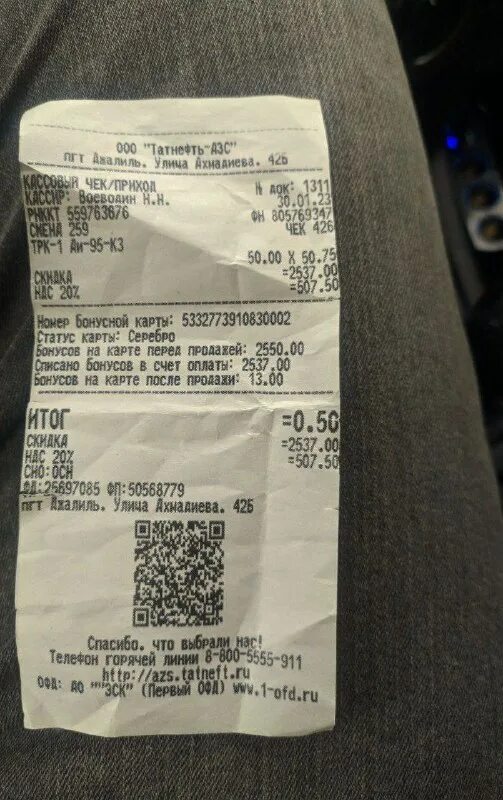 ООО "Татнефть-АЗС"
ПГТ Джалиль. Улица Ахмадиева. 42Б
КАССОВЫЙ ЧЕК/ПРИХОД N док: 1311
КАССИР: Воеводин Н.Н. 30.01.23
РНККТ 559763676 ФН 805769347
СМЕНА 259 ЧЕК 426
ТРК-1 Аи-95-К3
50.00 X 50.75
СКИДКА =2537.00
НДС 20% =507.50
Номер Бонусной карты: 5332773910830002
Статус карты: Серебро
Бонусов на карте перед продажей: 2550.00
Списано Бонусов в счет оплаты: 2537.00
Бонусов на карте после продажи: 13.00
ИТОГ =0.50
СКИДКА =2537.00
НДС 20% =507.50
СНО:ОСН
ФД:25697085 ФП:50568779
ПГТ Джалиль. Улица Ахмадиева. 42Б
Спасибо, что выбрали нас!
Телефон горячей линии 8-800-5555-911
http://azs.tatneft.ru
ОФД: АО ""ЭСК" (Первый ОФД) www.1-ofd.ru